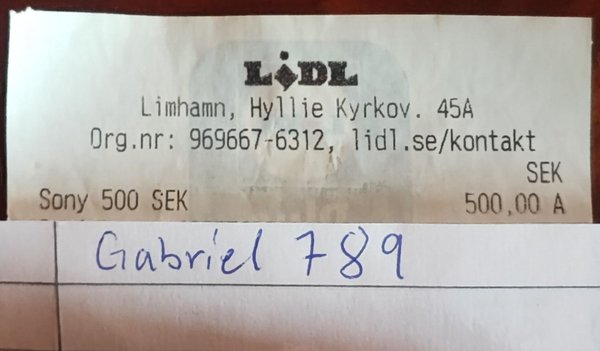 LIDL
Limhamn, Hyllie Kyrkov. 45A
Org.nr: 969667-6312, lidl.se/kontakt
SEK
Sony 500 SEK 500,00 A
Gabriel 789